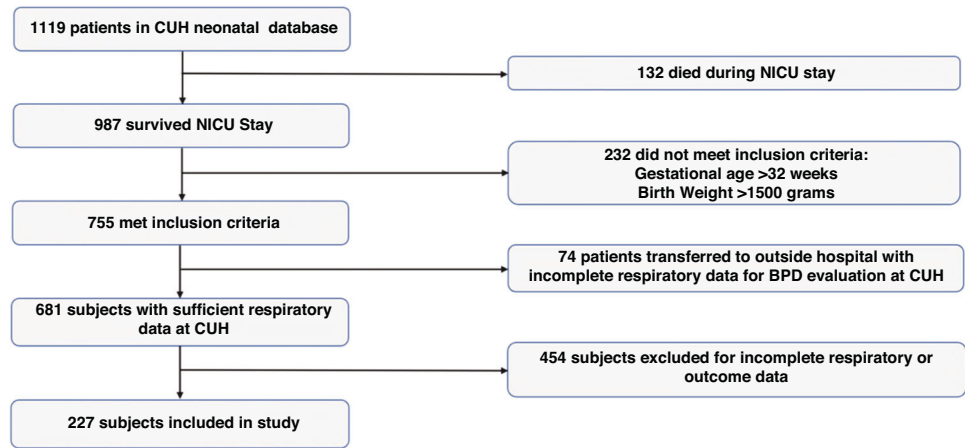 1119 patients in CUH neonatal database
132 died during NICU stay
987 survived NICU Stay
232 did not meet inclusion criteria:
Gestational age >32 weeks
Birth Weight >1500 grams
755 met inclusion criteria
74 patients transferred to outside hospital with
incomplete respiratory data for BPD evaluation at CUH
681 subjects with sufficient respiratory
data at CUH
454 subjects excluded for incomplete respiratory or
outcome data
227 subjects included in study